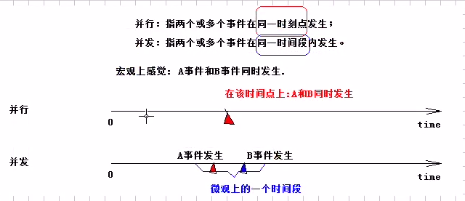 并行：指两个或多个事件在同一时刻点发生；
并发：指两个或多个事件在同一时间段内发生。
宏观上感觉：A事件和B事件同时发生.
在该时间点上:A和B同时发生
并行
0
time
A事件发生 B事件发生
并发
0
time
微观上的一个时间段